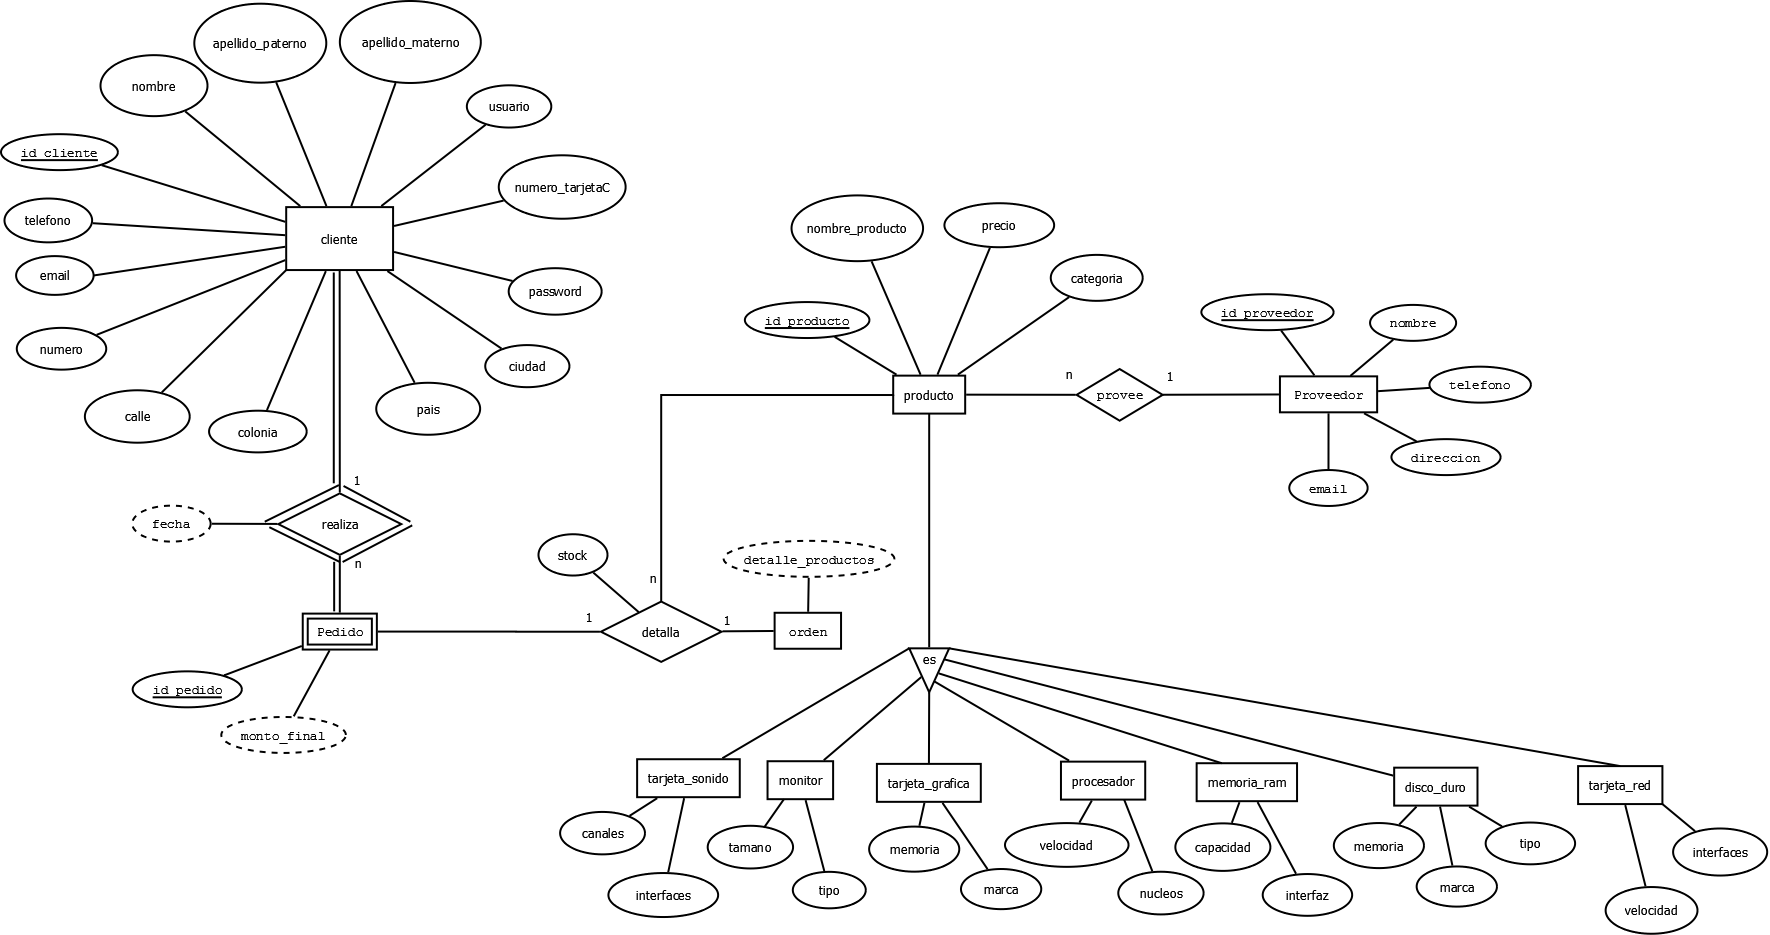 apellido_paterno
apellido_materno
nombre
usuario
id_cliente
numero_tarjetaC
telefono
cliente
email
password
numero
ciudad
calle
colonia
pais
nombre_producto
precio
categoria
id_producto
id_proveedor
nombre
producto
n
provee
1
Proveedor
telefono
direccion
email
1
fecha
realiza
n
stock
detalle_productos
n
Pedido
1
detalla
1
orden
id_pedido
monto_final
es
tarjeta_sonido
monitor
tarjeta_grafica
procesador
memoria_ram
disco_duro
tarjeta_red
canales
tamano
memoria
velocidad
capacidad
memoria
tipo
interfaces
interfaces
tipo
marca
nucleos
interfaz
marca
velocidad